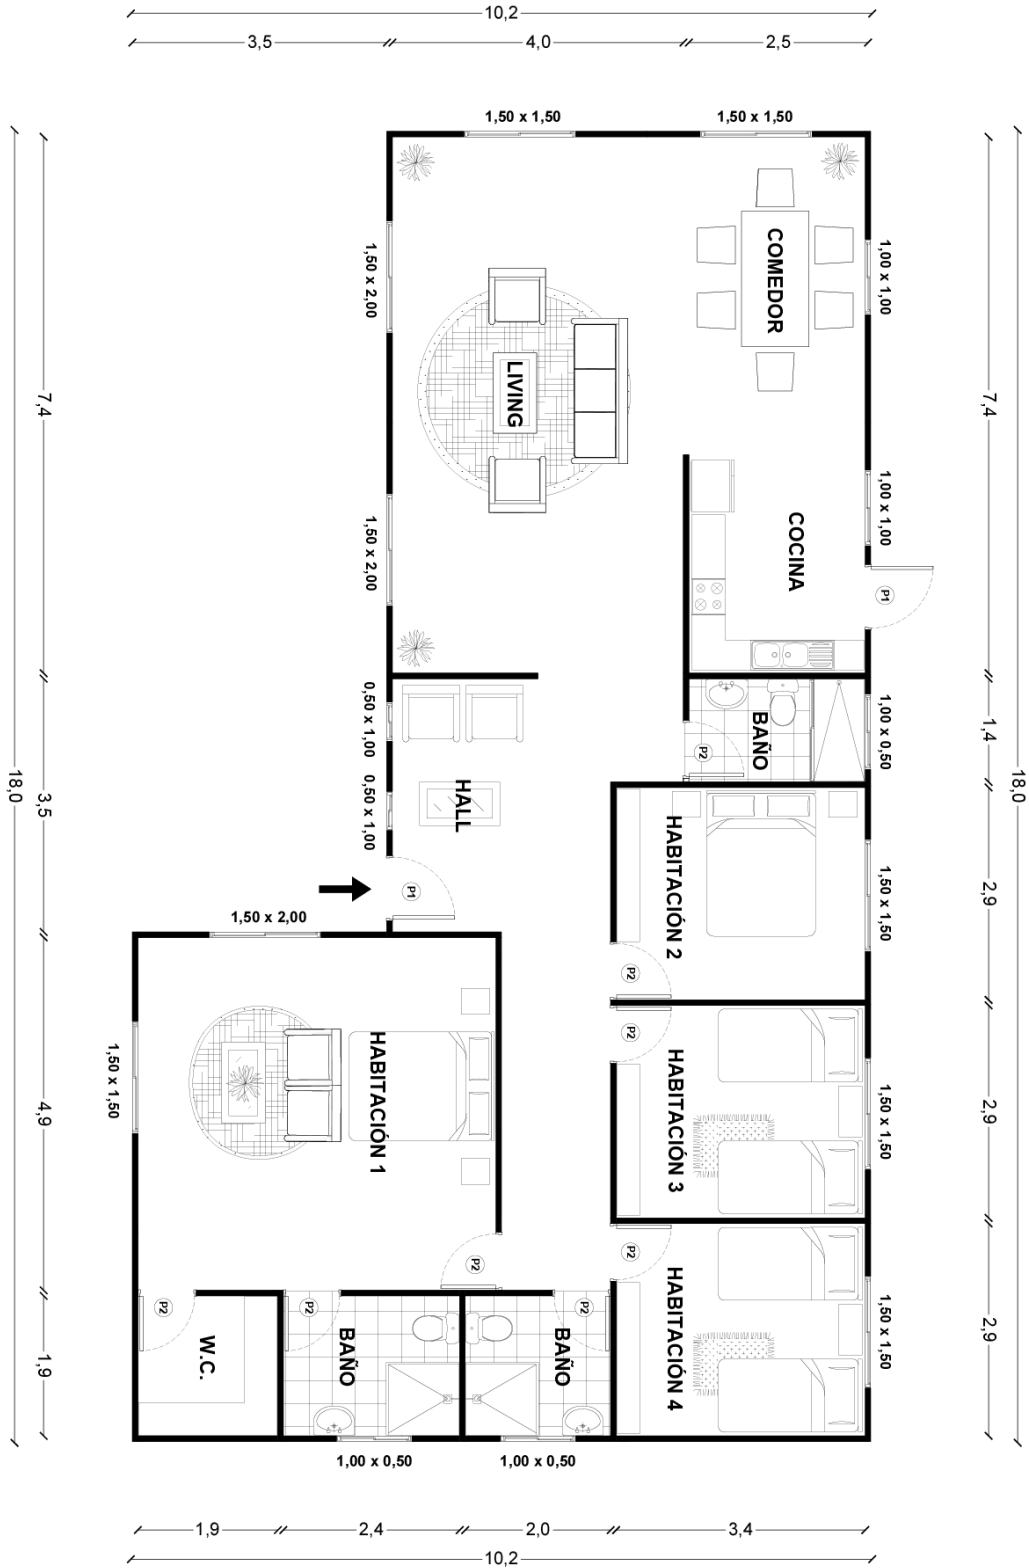 10,2
3,5
4,0
2,5
1,50 x 1,50
1,50 x 1,50
COMEDOR
1,00 x 1,00
1,50 x 2,00
LIVING
7,4
7,4
1,00 x 1,00
COCINA
1,50 x 2,00
P1
0,50 x 1,00
1,00 x 0,50
BAÑO
1,4
P2
18,0
18,0
3,5
0,50 x 1,00
HALL
HABITACIÓN 2
1,50 x 1,50
2,9
P1
1,50 x 2,00
P2
P2
1,50 x 1,50
HABITACIÓN 1
HABITACIÓN 3
1,50 x 1,50
4,9
2,9
P2
P2
HABITACIÓN 4
1,50 x 1,50
2,9
P2
P2
P2
W.C.
BAÑO
BAÑO
1,9
1,00 x 0,50
1,00 x 0,50
1,9
2,4
2,0
3,4
10,2